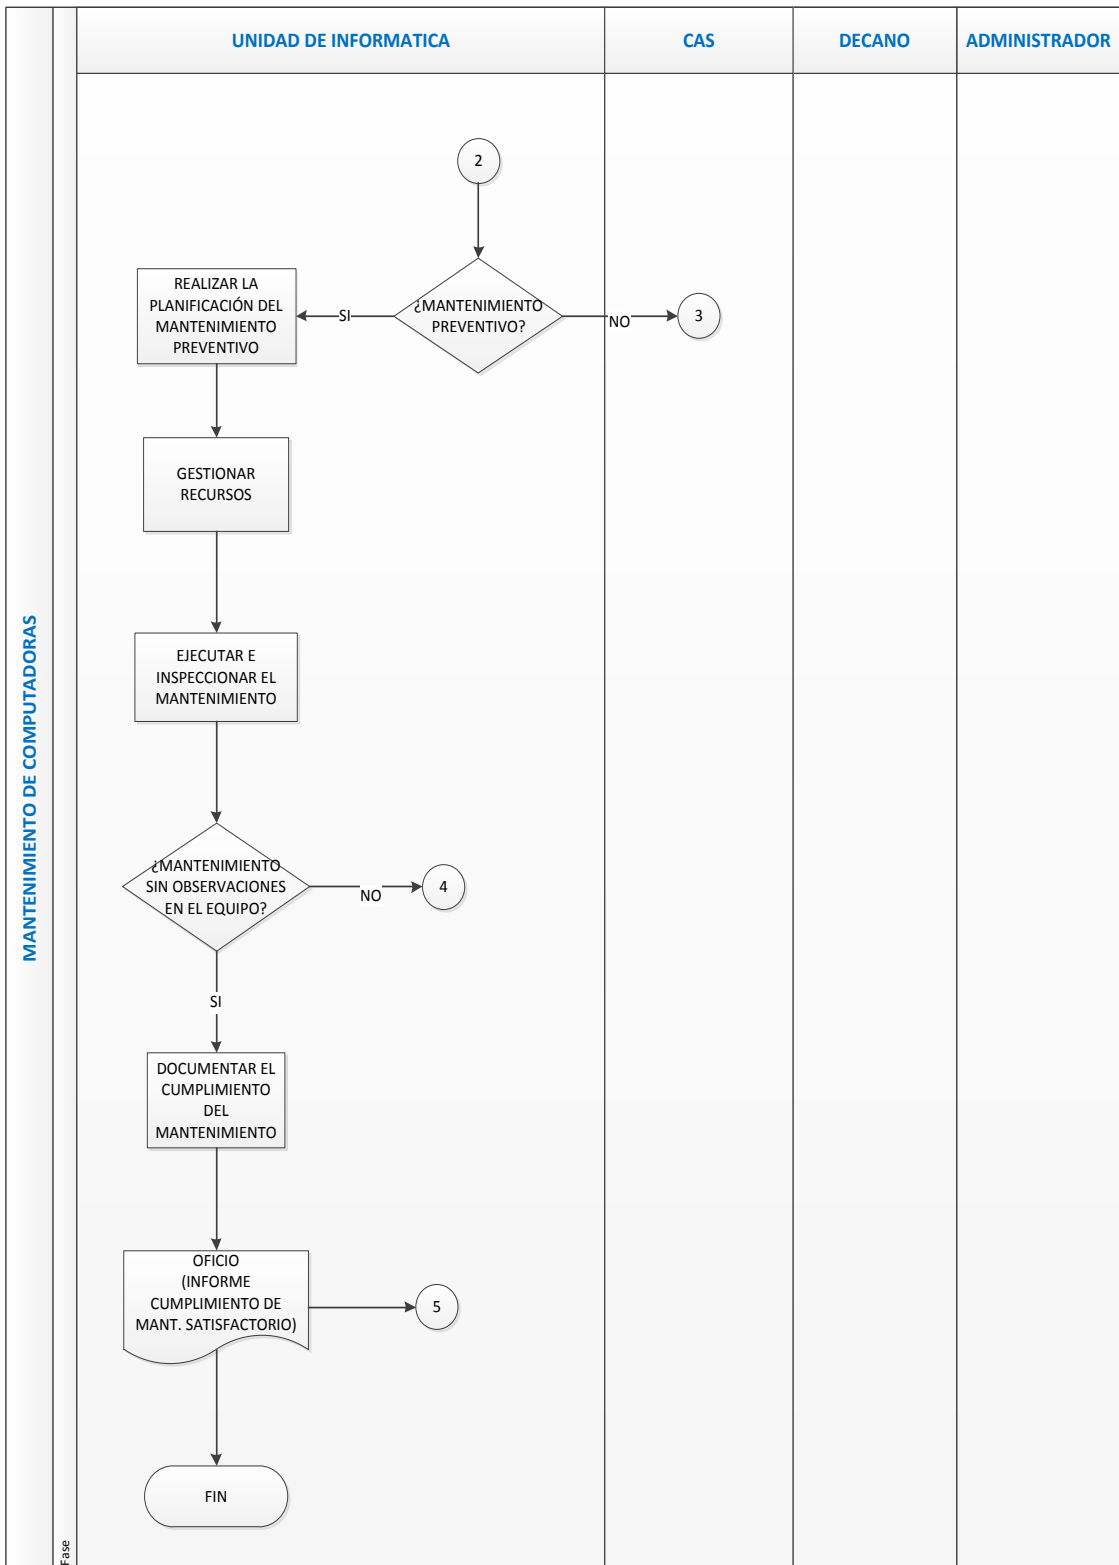 UNIDAD DE INFORMATICA
CAS
DECANO
ADMINISTRADOR
MANTENIMIENTO DE COMPUTADORAS
Fase
2
¿MANTENIMIENTO
PREVENTIVO?
SI
NO
3
REALIZAR LA
PLANIFICACIÓN DEL
MANTENIMIENTO
PREVENTIVO
GESTIONAR
RECURSOS
EJECUTAR E
INSPECCIONAR EL
MANTENIMIENTO
¿MANTENIMIENTO
SIN OBSERVACIONES
EN EL EQUIPO?
NO
4
SI
DOCUMENTAR EL
CUMPLIMIENTO
DEL
MANTENIMIENTO
OFICIO
(INFORME
CUMPLIMIENTO DE
MANT. SATISFACTORIO)
5
FIN